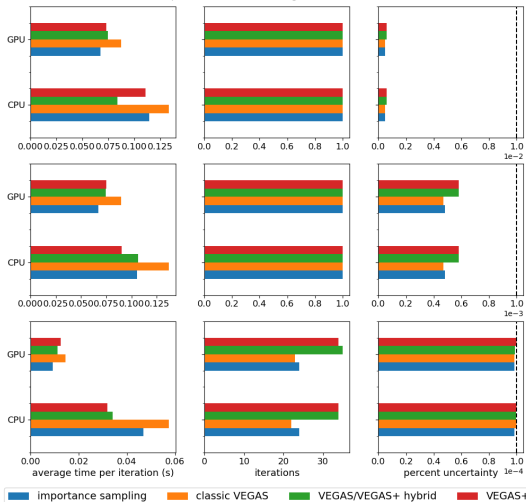 GPU
CPU
0.000 0.025 0.050 0.075 0.100 0.125
0.0 0.2 0.4 0.6 0.8 1.0
0.0 0.2 0.4 0.6 0.8 1.0
1e-2
GPU
CPU
0.000 0.025 0.050 0.075 0.100 0.125
0.0 0.2 0.4 0.6 0.8 1.0
0.0 0.2 0.4 0.6 0.8 1.0
1e-3
GPU
CPU
0.00 0.02 0.04 0.06
0 10 20 30
0.0 0.2 0.4 0.6 0.8 1.0
average time per iteration (s)
iterations
percent uncertainty
1e-4
importance sampling classic VEGAS VEGAS/VEGAS+ hybrid VEGAS+